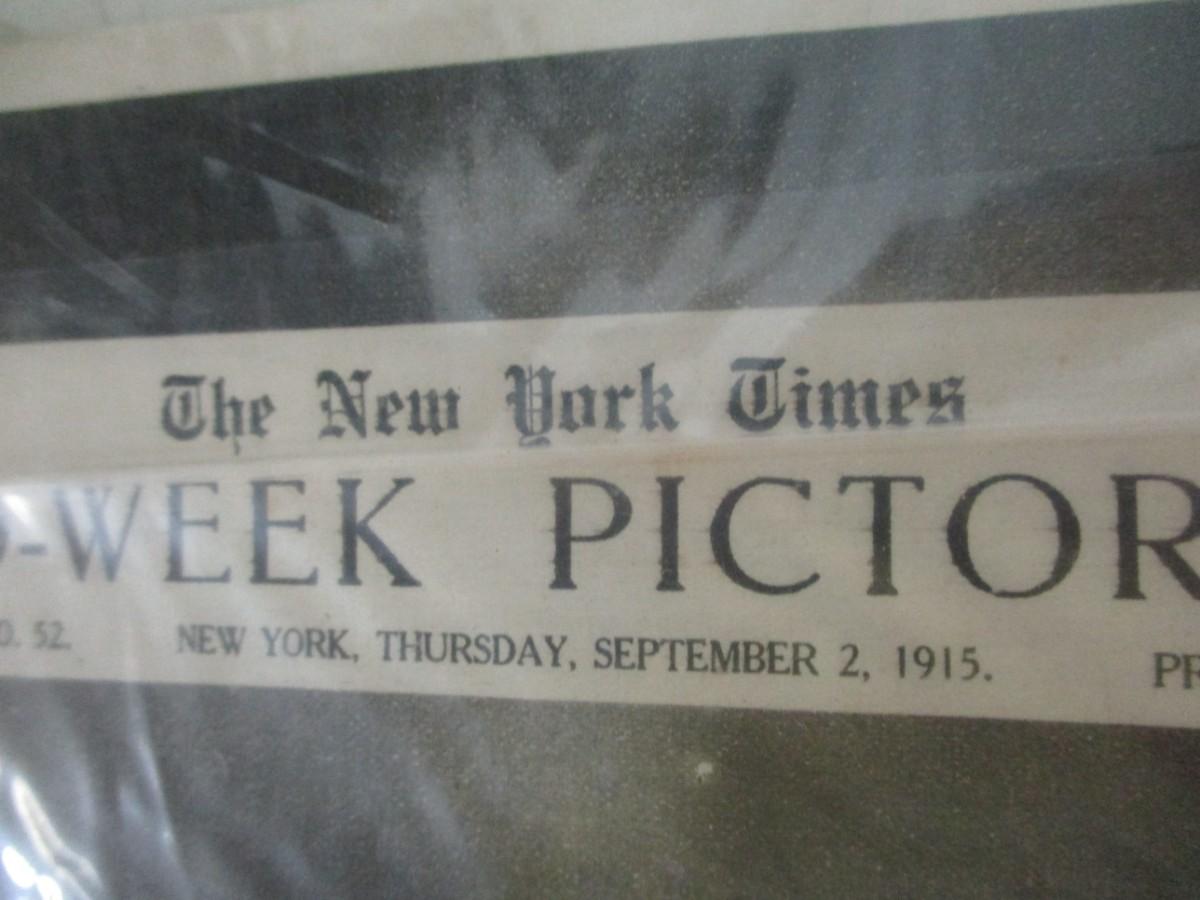 The New York Times
-WEEK PICTOR
O. 52. NEW YORK, THURSDAY, SEPTEMBER 2, 1915. PR